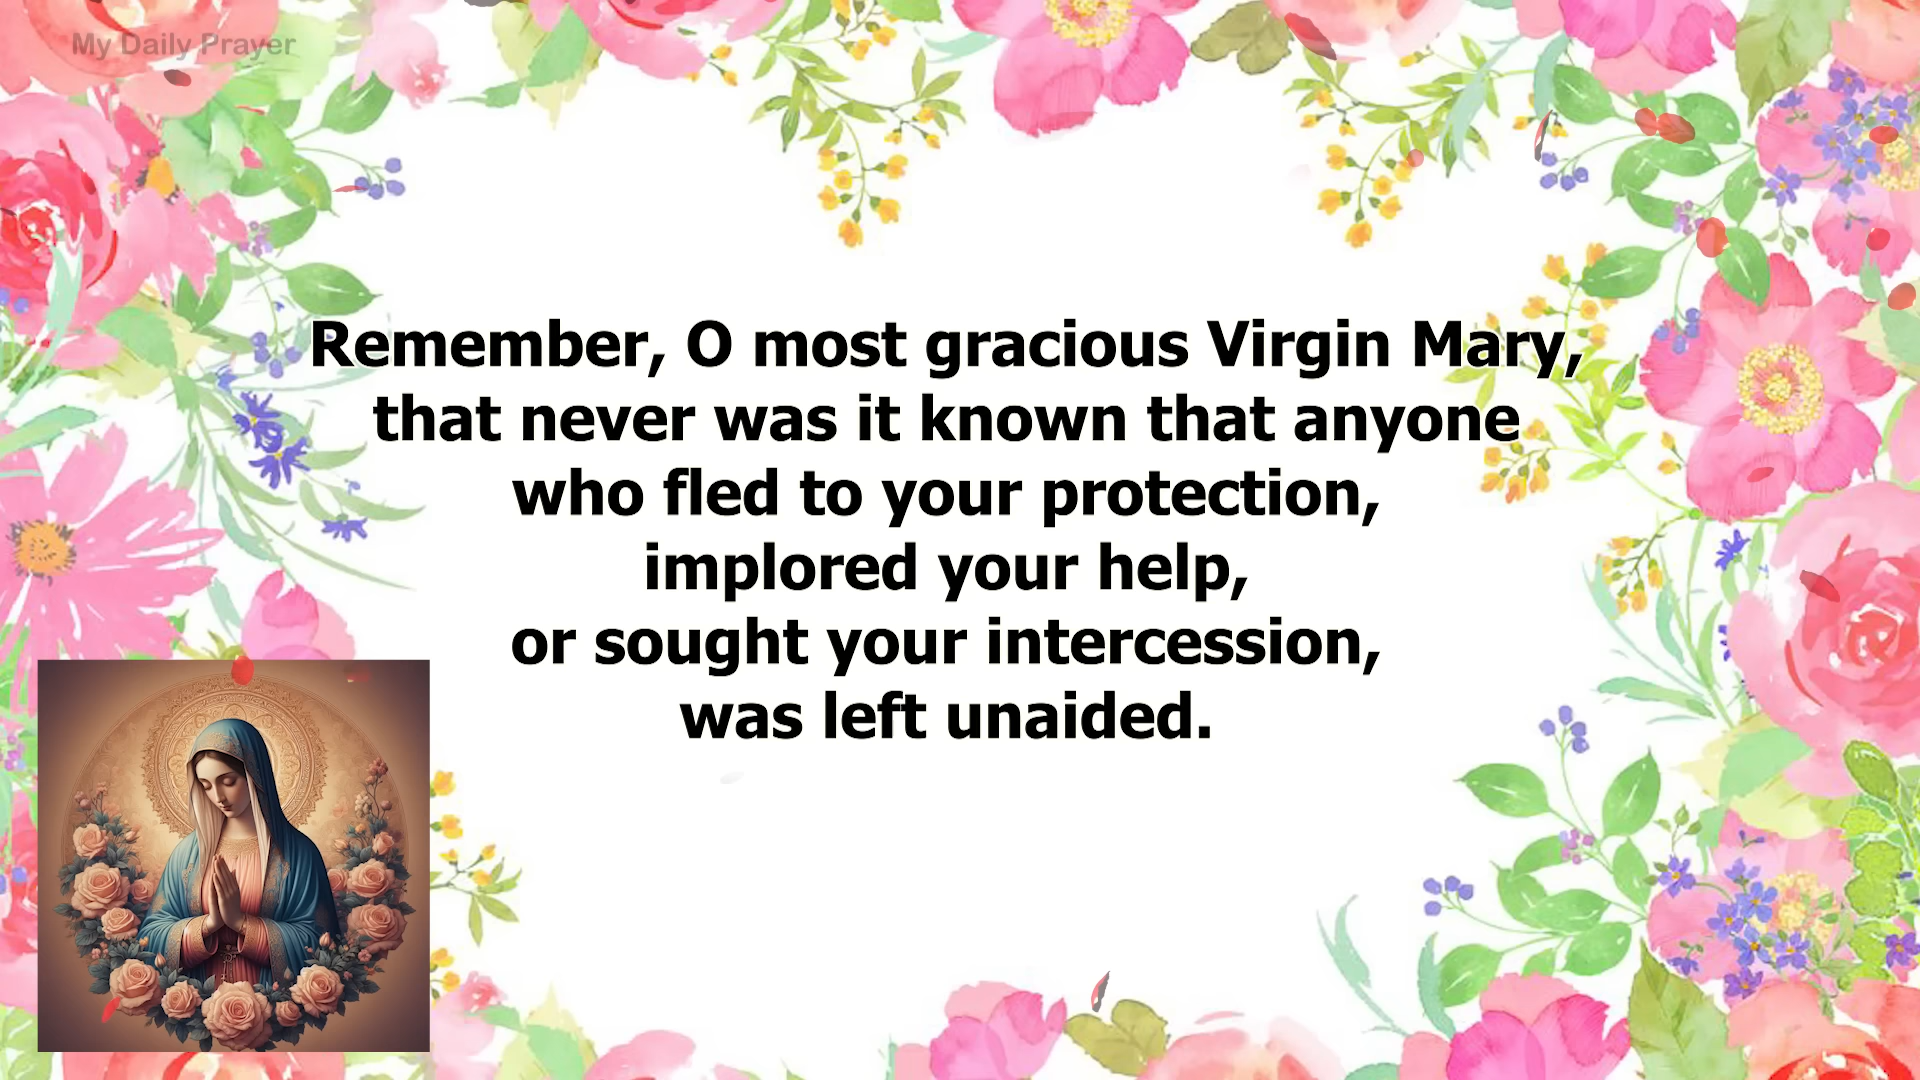 My Daily Prayer
Remember, O most gracious Virgin Mary,
that never was it known that anyone
who fled to your protection,
implored your help,
or sought your intercession,
was left unaided.